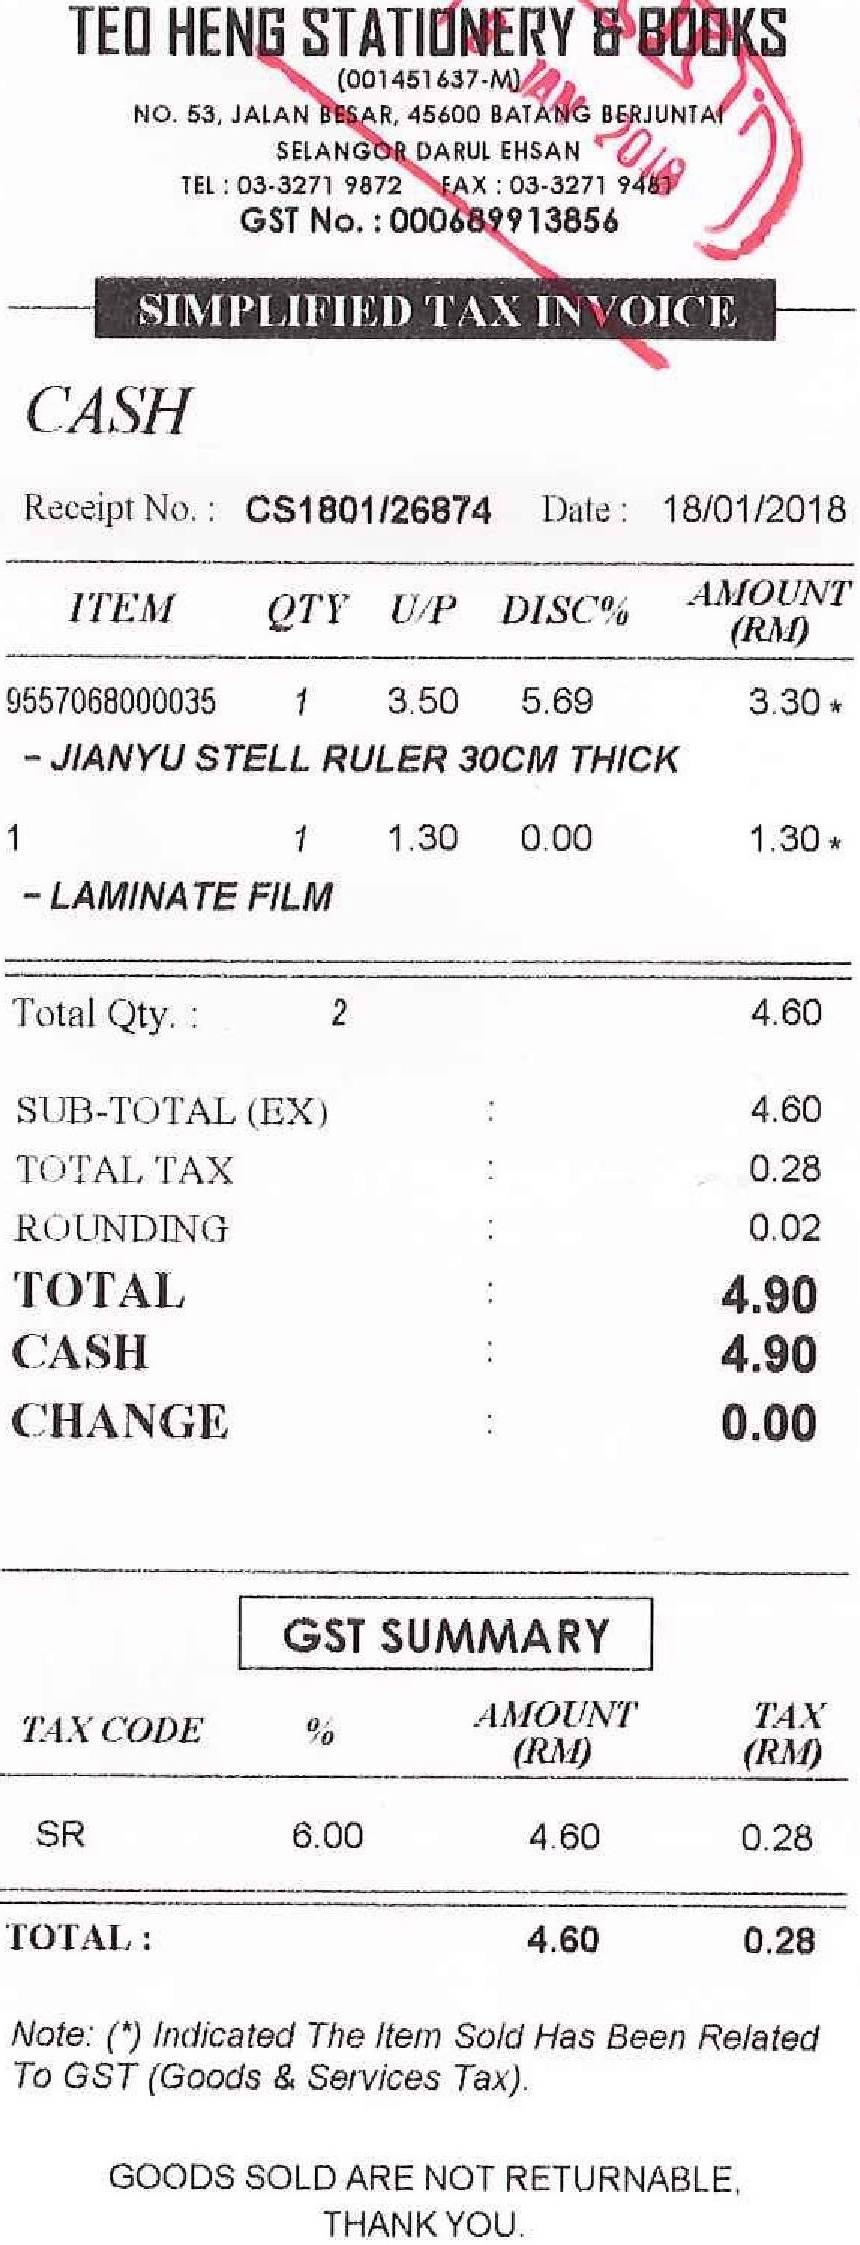 TEO HENG STATIONERY & BOOKS
(001451637-M)
NO. 53, JALAN BESAR, 45600 BATANG BERJUNTAI
SELANGOR DARUL EHSAN
TEL : 03-3271 9872 FAX : 03-3271 9481
GST No. : 000689913856
JAN 2018
SIMPLIFIED TAX INVOICE
CASH
Receipt No. : CS1801/26874 Date : 18/01/2018
ITEM QTY U/P DISC% AMOUNT (RM)
9557068000035 1 3.50 5.69 3.30 *
- JIANYU STELL RULER 30CM THICK
1 1 1.30 0.00 1.30 *
- LAMINATE FILM
Total Qty. : 2 4.60
SUB-TOTAL (EX) : 4.60
TOTAL TAX : 0.28
ROUNDING : 0.02
TOTAL : 4.90
CASH : 4.90
CHANGE : 0.00
GST SUMMARY
TAX CODE % AMOUNT (RM) TAX (RM)
SR 6.00 4.60 0.28
TOTAL : 4.60 0.28
Note: (*) Indicated The Item Sold Has Been Related
To GST (Goods & Services Tax).
GOODS SOLD ARE NOT RETURNABLE,
THANK YOU.